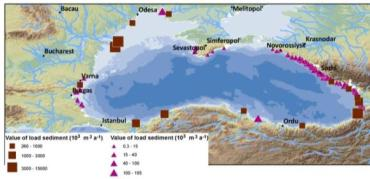 Bacau
Odesa
Melitopol
Bucharest
Simferopol
Sevastopol
Krasnodar
Novorossiysk
Sochi
Varna
Burgas
Istanbul
Ordu
Value of load sediment (10³ m³ a⁻¹)
Value of load sediment (10³ m³ a⁻¹)
260 - 1000
1000 - 3000
3000 - 15000
0.3 - 15
15 - 40
40 - 100
100 - 185